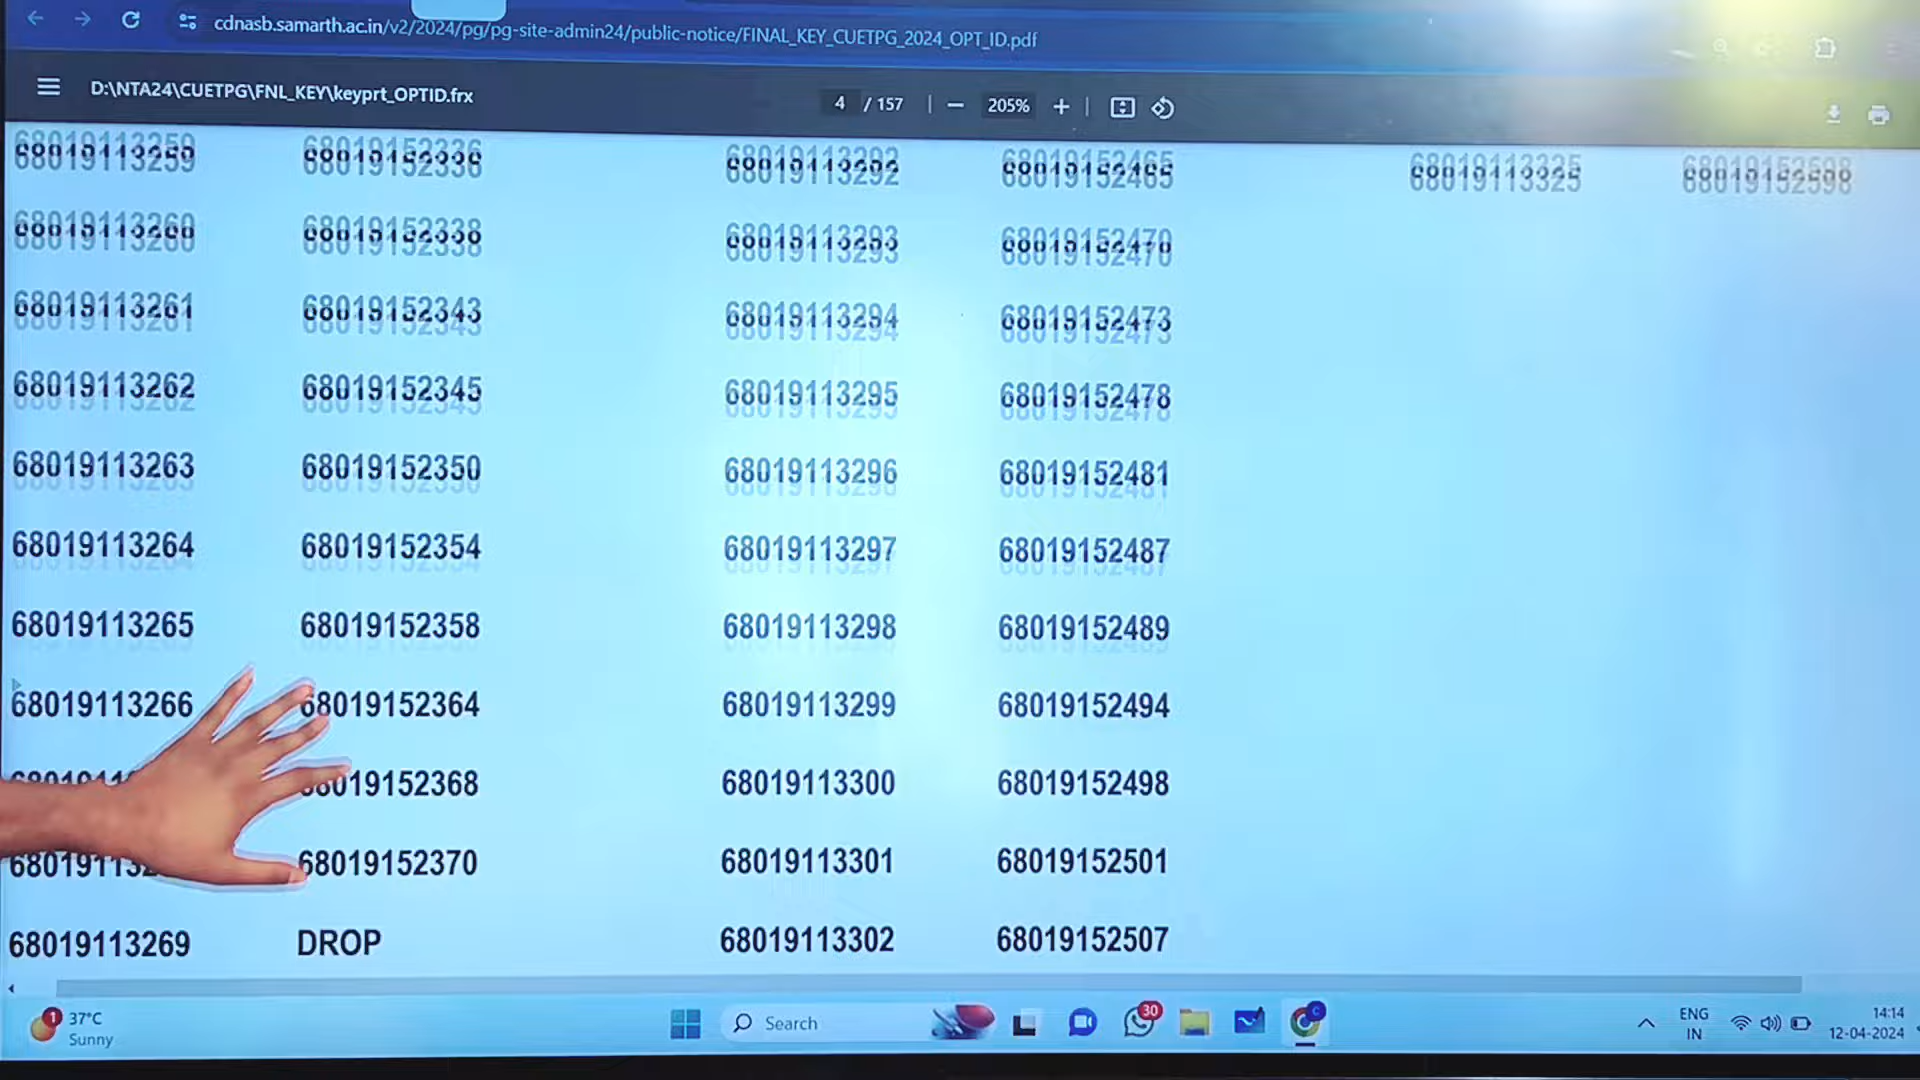 cdnasb.samarth.ac.in/v2/2024/pg/pg-site-admin24/public-notice/FINAL_KEY_CUETPG_2024_OPT_ID.pdf
D:\NTA24\CUETPG\FNL_KEY\keyprt_OPTID.frx 4 / 157 205%
68019113259 68019152336 68019113292 68019152465 68019113325 68019152598
68019113260 68019152338 68019113293 68019152470
68019113261 68019152343 68019113294 68019152473
68019113262 68019152345 68019113295 68019152478
68019113263 68019152350 68019113296 68019152481
68019113264 68019152354 68019113297 68019152487
68019113265 68019152358 68019113298 68019152489
68019113266 68019152364 68019113299 68019152494
68019152368 68019113300 68019152498
68019152370 68019113301 68019152501
68019113269 DROP 68019113302 68019152507
1 37°C
Sunny
Search
30
ENG
IN
14:14
12-04-2024